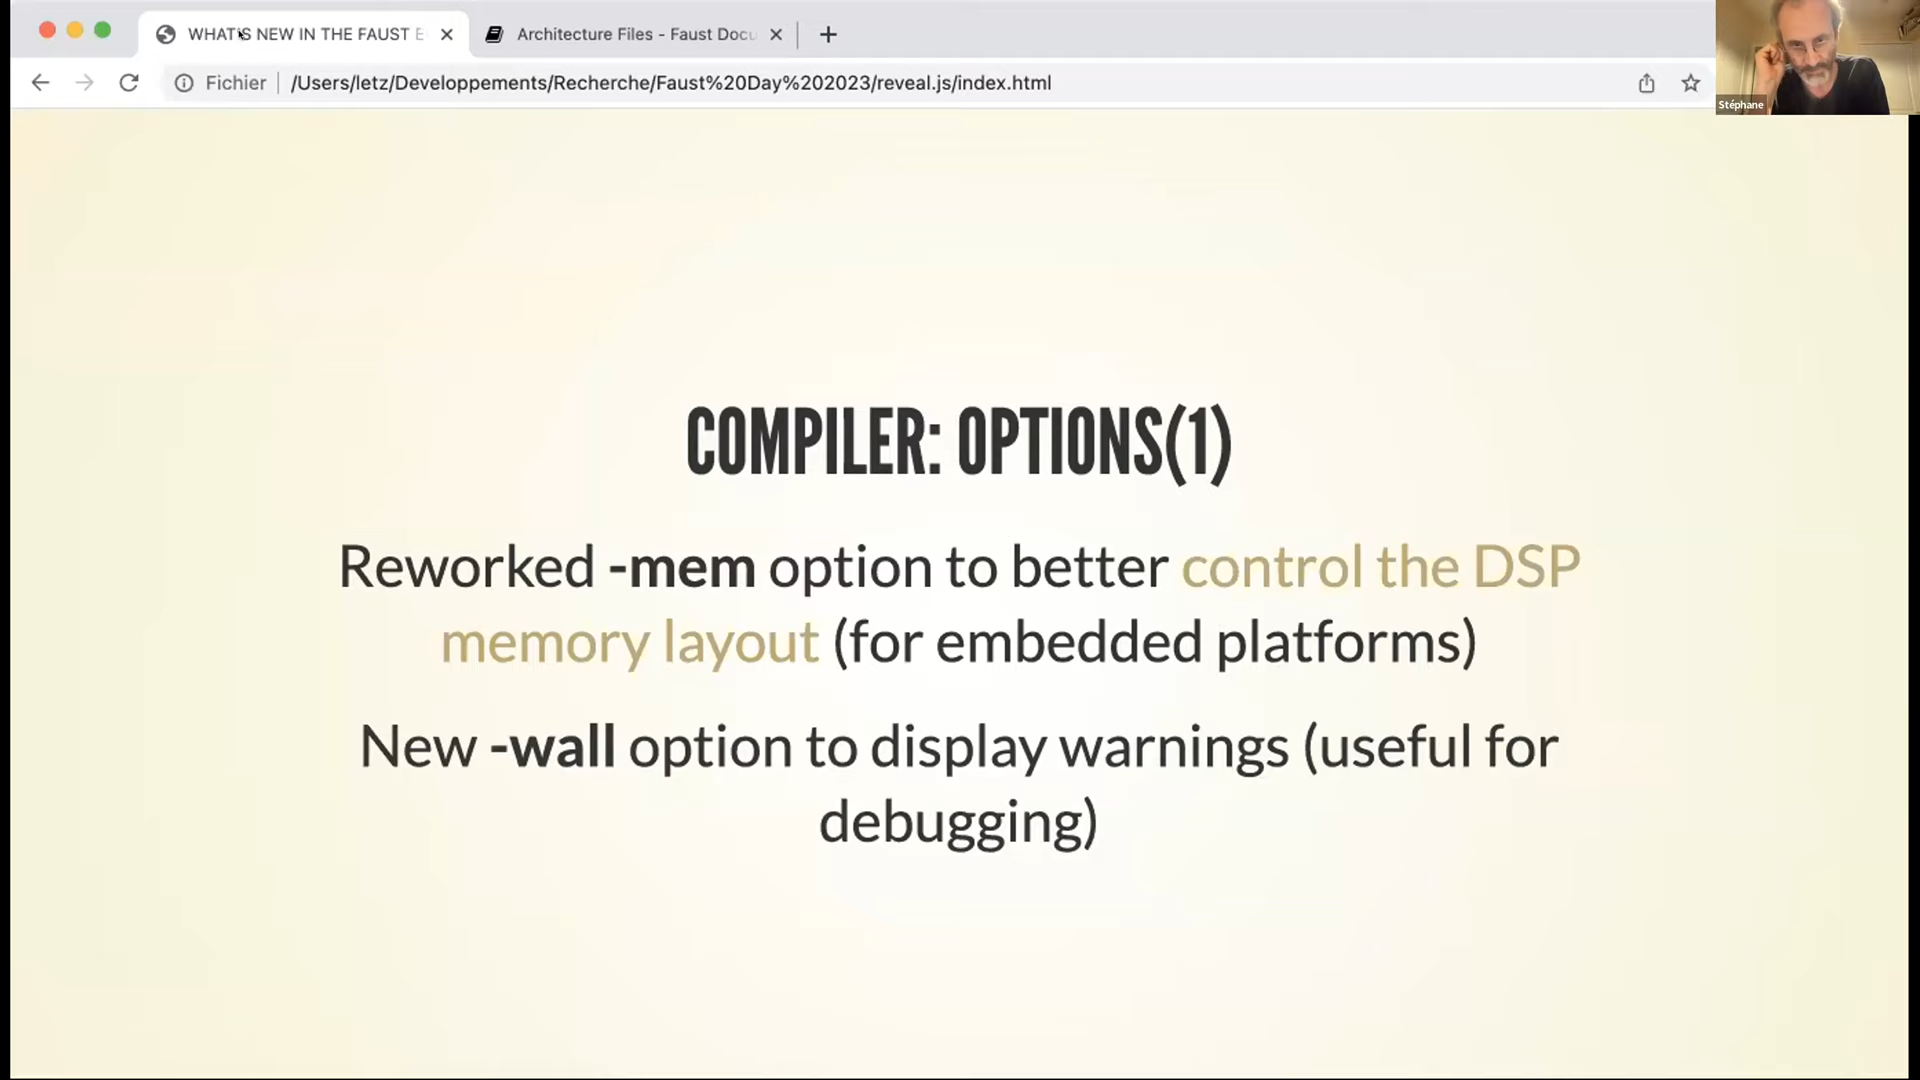 WHAT'S NEW IN THE FAUST E
Architecture Files - Faust Docu
Fichier
/Users/letz/Developpements/Recherche/Faust%20Day%202023/reveal.js/index.html
Stéphane
COMPILER: OPTIONS(1)
Reworked -mem option to better control the DSP
memory layout (for embedded platforms)
New -wall option to display warnings (useful for
debugging)